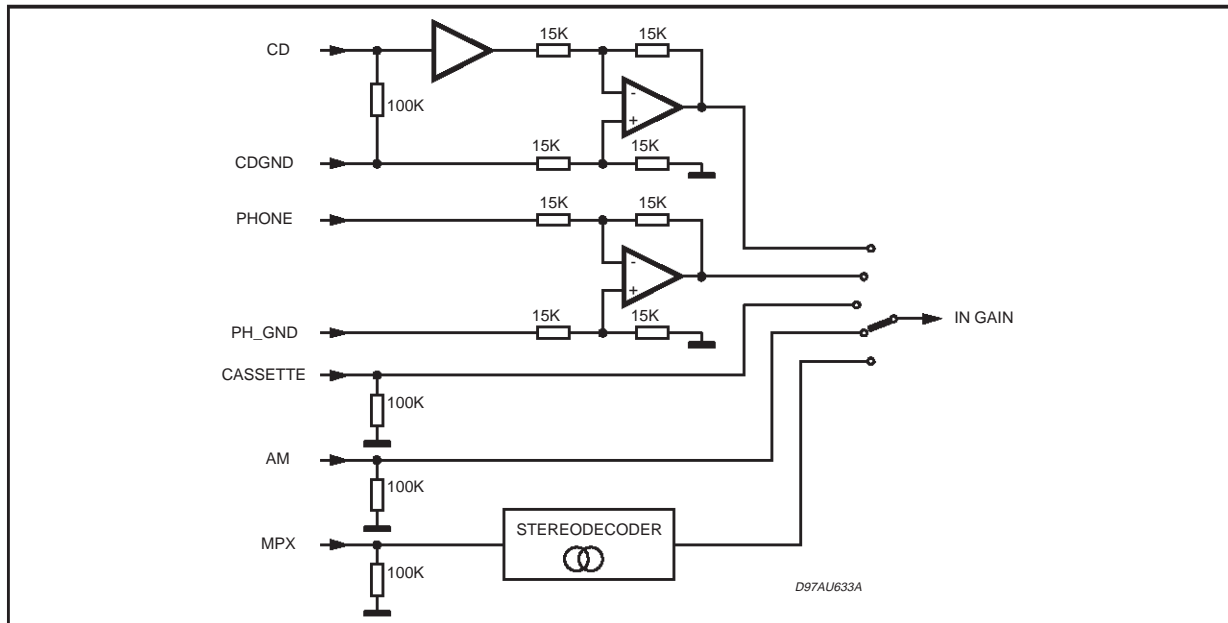 CD
15K
15K
100K
-
+
CDGND
15K
15K
PHONE
15K
15K
-
+
PH_GND
15K
15K
IN GAIN
CASSETTE
100K
AM
100K
MPX
STEREODECODER
100K
D97AU633A